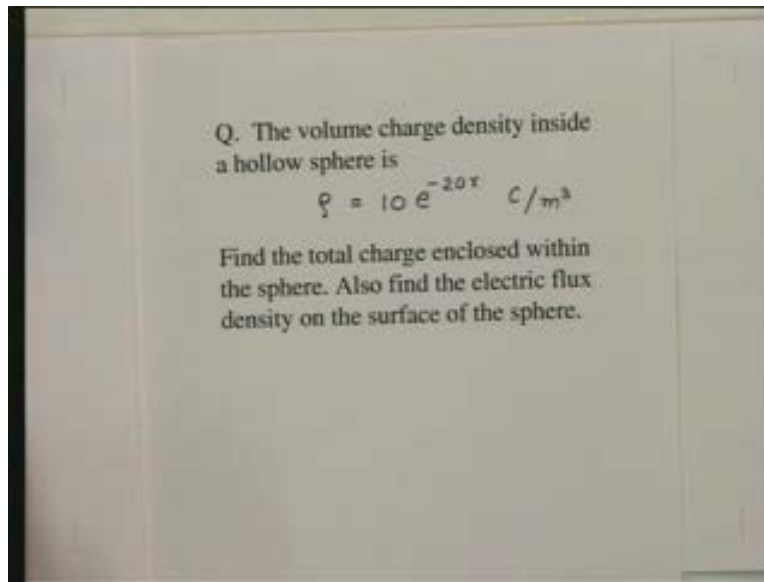 Q. The volume charge density inside
a hollow sphere is
ρ = 10 e^-20r C/m³
Find the total charge enclosed within
the sphere. Also find the electric flux
density on the surface of the sphere.